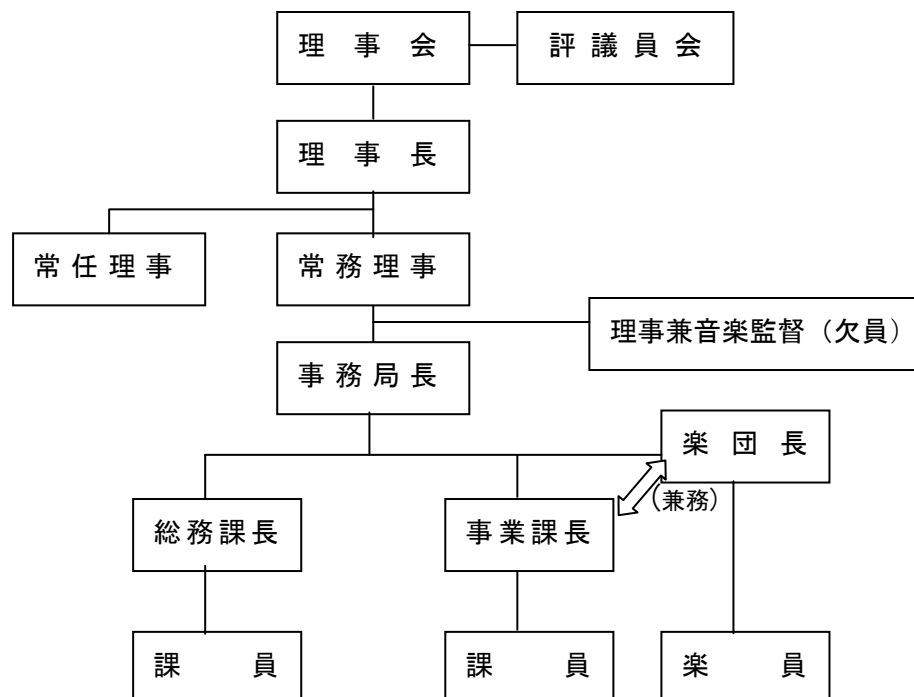 理事会
評議員会
理事長
常任理事
常務理事
理事兼音楽監督（欠員）
事務局長
楽団長
（兼務）
総務課長
事業課長
課員
課員
楽員